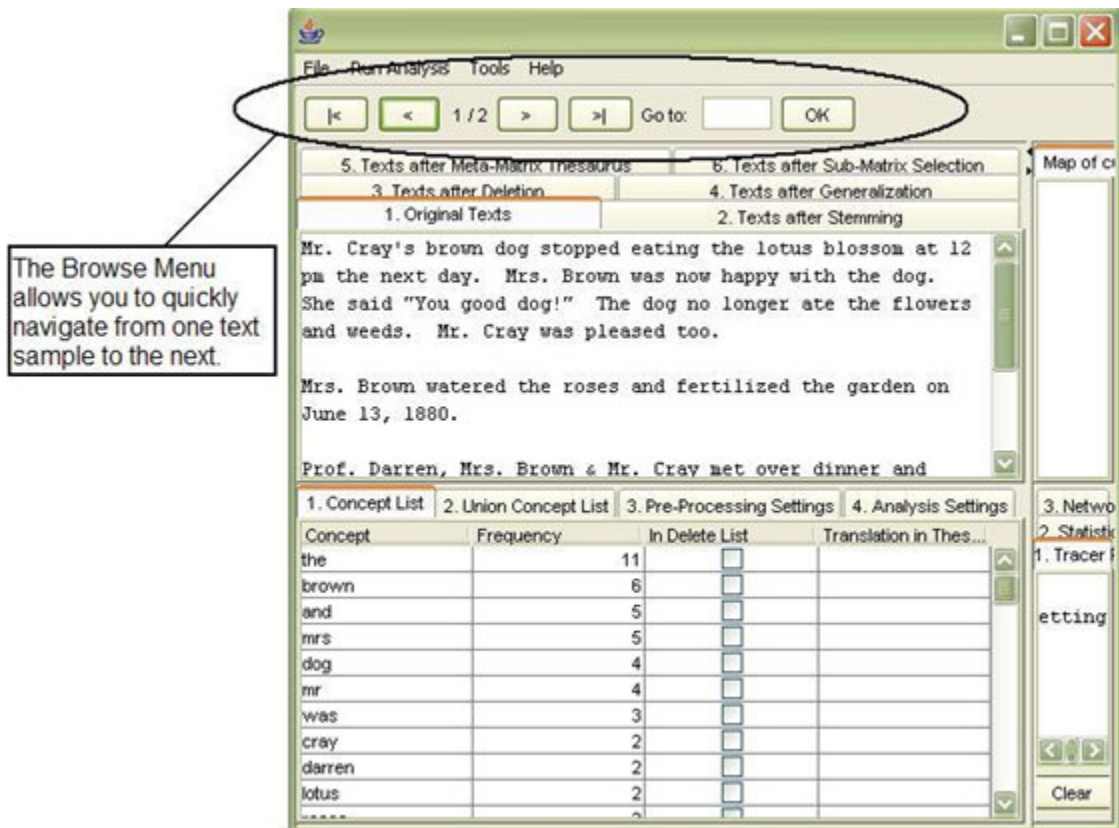 File Run Analysis Tools Help
|< < 1 / 2 > >| Go to: OK
5. Texts after Meta-Matrix Thesaurus 6. Texts after Sub-Matrix Selection
3. Texts after Deletion 4. Texts after Generalization
1. Original Texts 2. Texts after Stemming
Map of
The Browse Menu
allows you to quickly
navigate from one text
sample to the next.
Mr. Cray's brown dog stopped eating the lotus blossom at 12
pm the next day. Mrs. Brown was now happy with the dog.
She said "You good dog!" The dog no longer ate the flowers
and weeds. Mr. Cray was pleased too.
Mrs. Brown watered the roses and fertilized the garden on
June 13, 1880.
Prof. Darren, Mrs. Brown & Mr. Cray met over dinner and
1. Concept List 2. Union Concept List 3. Pre-Processing Settings 4. Analysis Settings
Concept Frequency In Delete List Translation in Thes...
the 11
brown 6
and 5
mrs 5
dog 4
mr 4
was 3
cray 2
darren 2
lotus 2
3. Netwo
2. Statistic
1. Tracer
etting
Clear